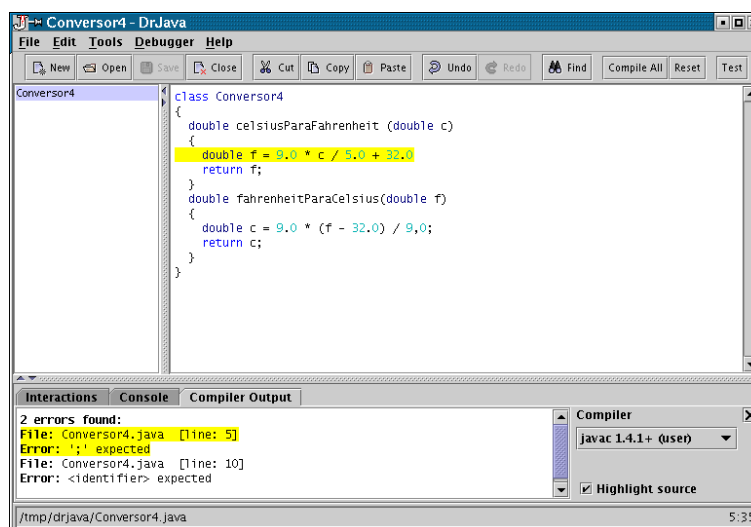 Conversor4 - DrJava
File Edit Tools Debugger Help
New Open Save Close Cut Copy Paste Undo Redo Find Compile All Reset Test
Conversor4
class Conversor4
{
double celsiusParaFahrenheit (double c)
{
double f = 9.0 * c / 5.0 + 32.0
return f;
}
double fahrenheitParaCelsius(double f)
{
double c = 9.0 * (f - 32.0) / 9,0;
return c;
}
}
Interactions Console Compiler Output
2 errors found:
File: Conversor4.java [line: 5]
Error: ';' expected
File: Conversor4.java [line: 10]
Error: <identifier> expected
Compiler
javac 1.4.1+ (user)
Highlight source
/tmp/drjava/Conversor4.java